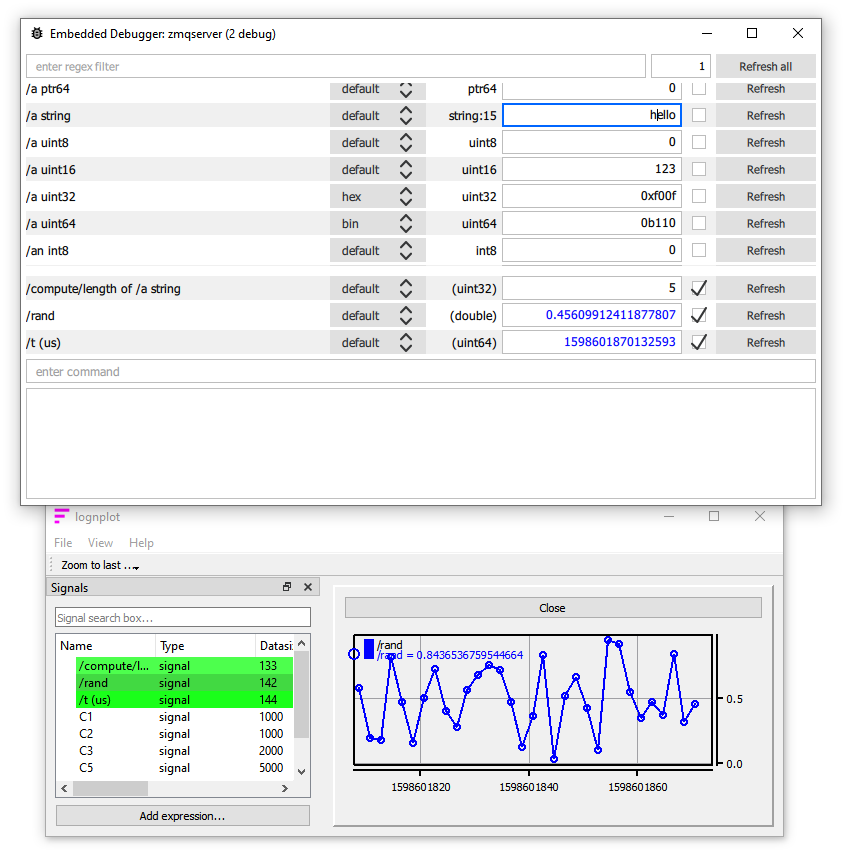 Embedded Debugger: zmqserver (2 debug)
enter regex filter 1 Refresh all
/a ptr64 default ptr64 0 Refresh
/a string default string:15 hello Refresh
/a uint8 default uint8 0 Refresh
/a uint16 default uint16 123 Refresh
/a uint32 hex uint32 0xf00f Refresh
/a uint64 bin uint64 0b110 Refresh
/an int8 default int8 0 Refresh
/compute/length of /a string default (uint32) 5 Refresh
/rand default (double) 0.45609912411877807 Refresh
/t (us) default (uint64) 1598601870132593 Refresh
enter command
lognplot
File View Help
Zoom to last ...
Signals
Signal search box...
Name Type Datasi
/compute/l... signal 133
/rand signal 142
/t (us) signal 144
C1 signal 1000
C2 signal 1000
C3 signal 2000
C5 signal 5000
Add expression...
Close
/rand
/rand = 0.8436536759544664
0.5
0.0
1598601820 1598601840 1598601860